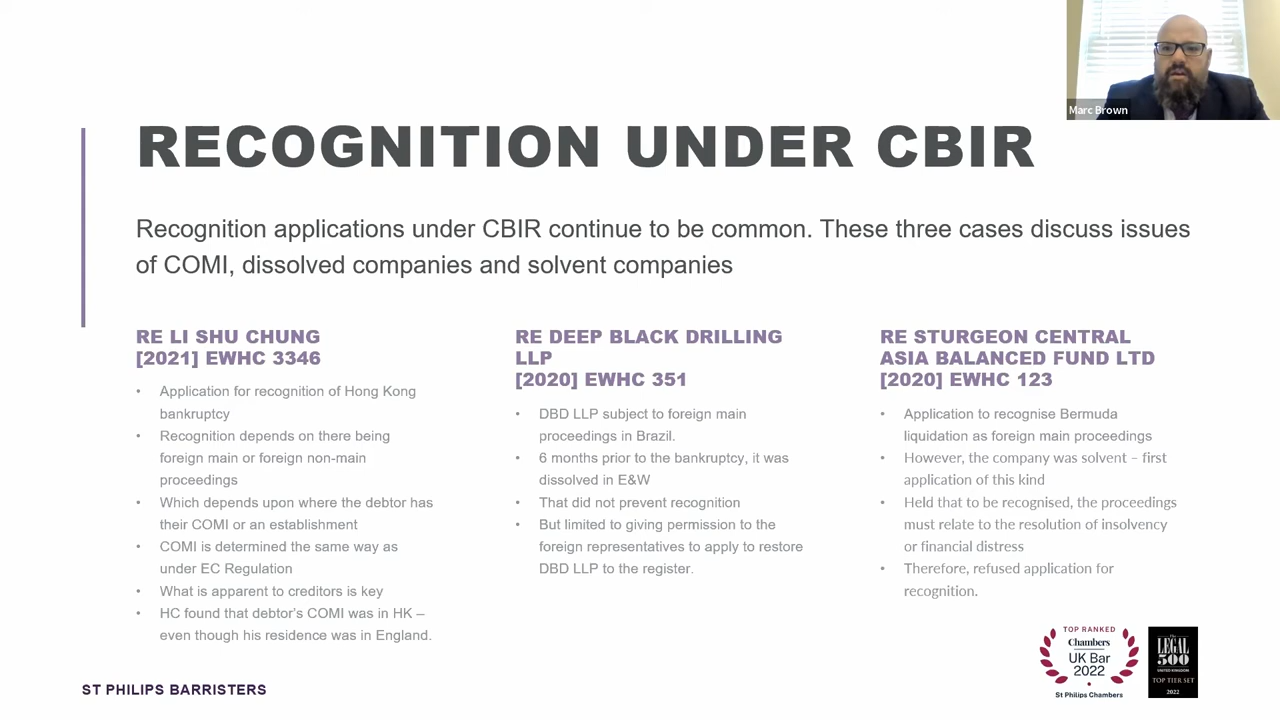 Marc Brown
RECOGNITION UNDER CBIR
Recognition applications under CBIR continue to be common. These three cases discuss issues
of COMI, dissolved companies and solvent companies
RE LI SHU CHUNG
[2021] EWHC 3346
• Application for recognition of Hong Kong
bankruptcy
• Recognition depends on there being
foreign main or foreign non-main
proceedings
• Which depends upon where the debtor has
their COMI or an establishment
• COMI is determined the same way as
under EC Regulation
• What is apparent to creditors is key
• HC found that debtor's COMI was in HK –
even though his residence was in England.
RE DEEP BLACK DRILLING
LLP
[2020] EWHC 351
• DBD LLP subject to foreign main
proceedings in Brazil.
• 6 months prior to the bankruptcy, it was
dissolved in E&W
• That did not prevent recognition
• But limited to giving permission to the
foreign representatives to apply to restore
DBD LLP to the register.
RE STURGEON CENTRAL
ASIA BALANCED FUND LTD
[2020] EWHC 123
• Application to recognise Bermuda
liquidation as foreign main proceedings
• However, the company was solvent – first
application of this kind
• Held that to be recognised, the proceedings
must relate to the resolution of insolvency
or financial distress
• Therefore, refused application for
recognition.
TOP RANKED
Chambers
UK Bar
2022
St Philips Chambers
The
LEGAL
500
UNITED KINGDOM
TOP TIER SET
2022
ST PHILIPS BARRISTERS